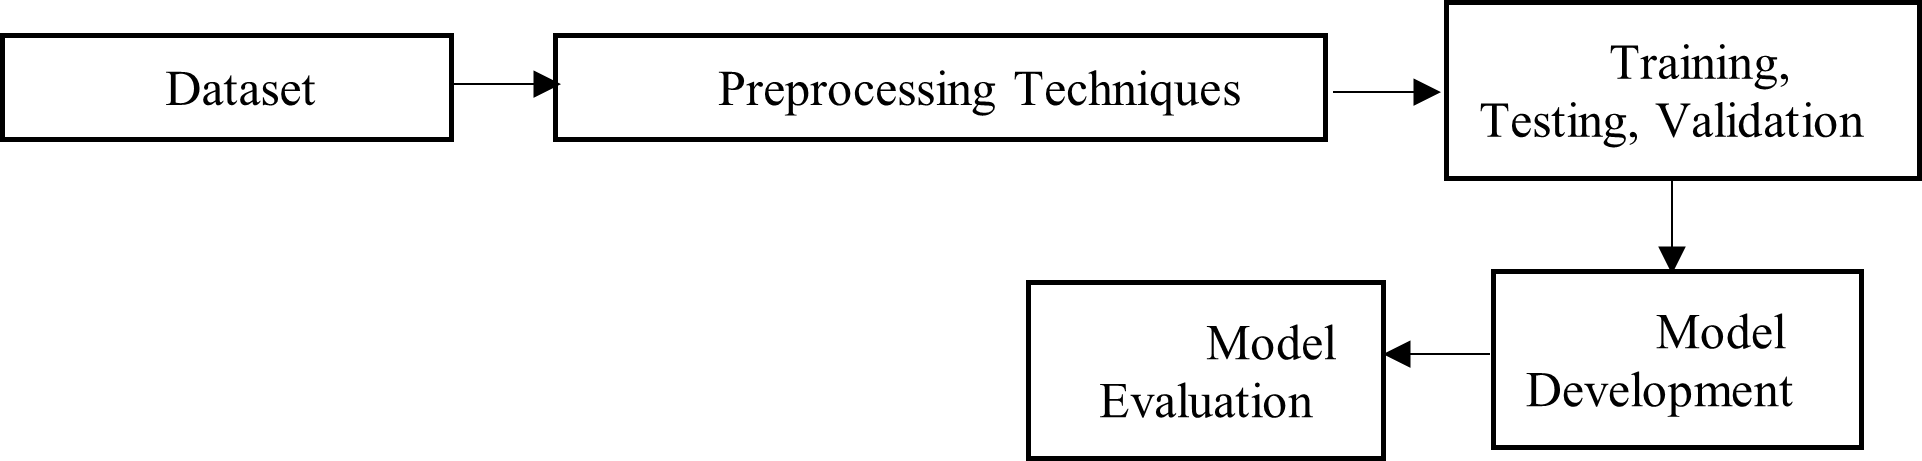 Dataset
Preprocessing Techniques
Training,
Testing, Validation
Model
Development
Model
Evaluation